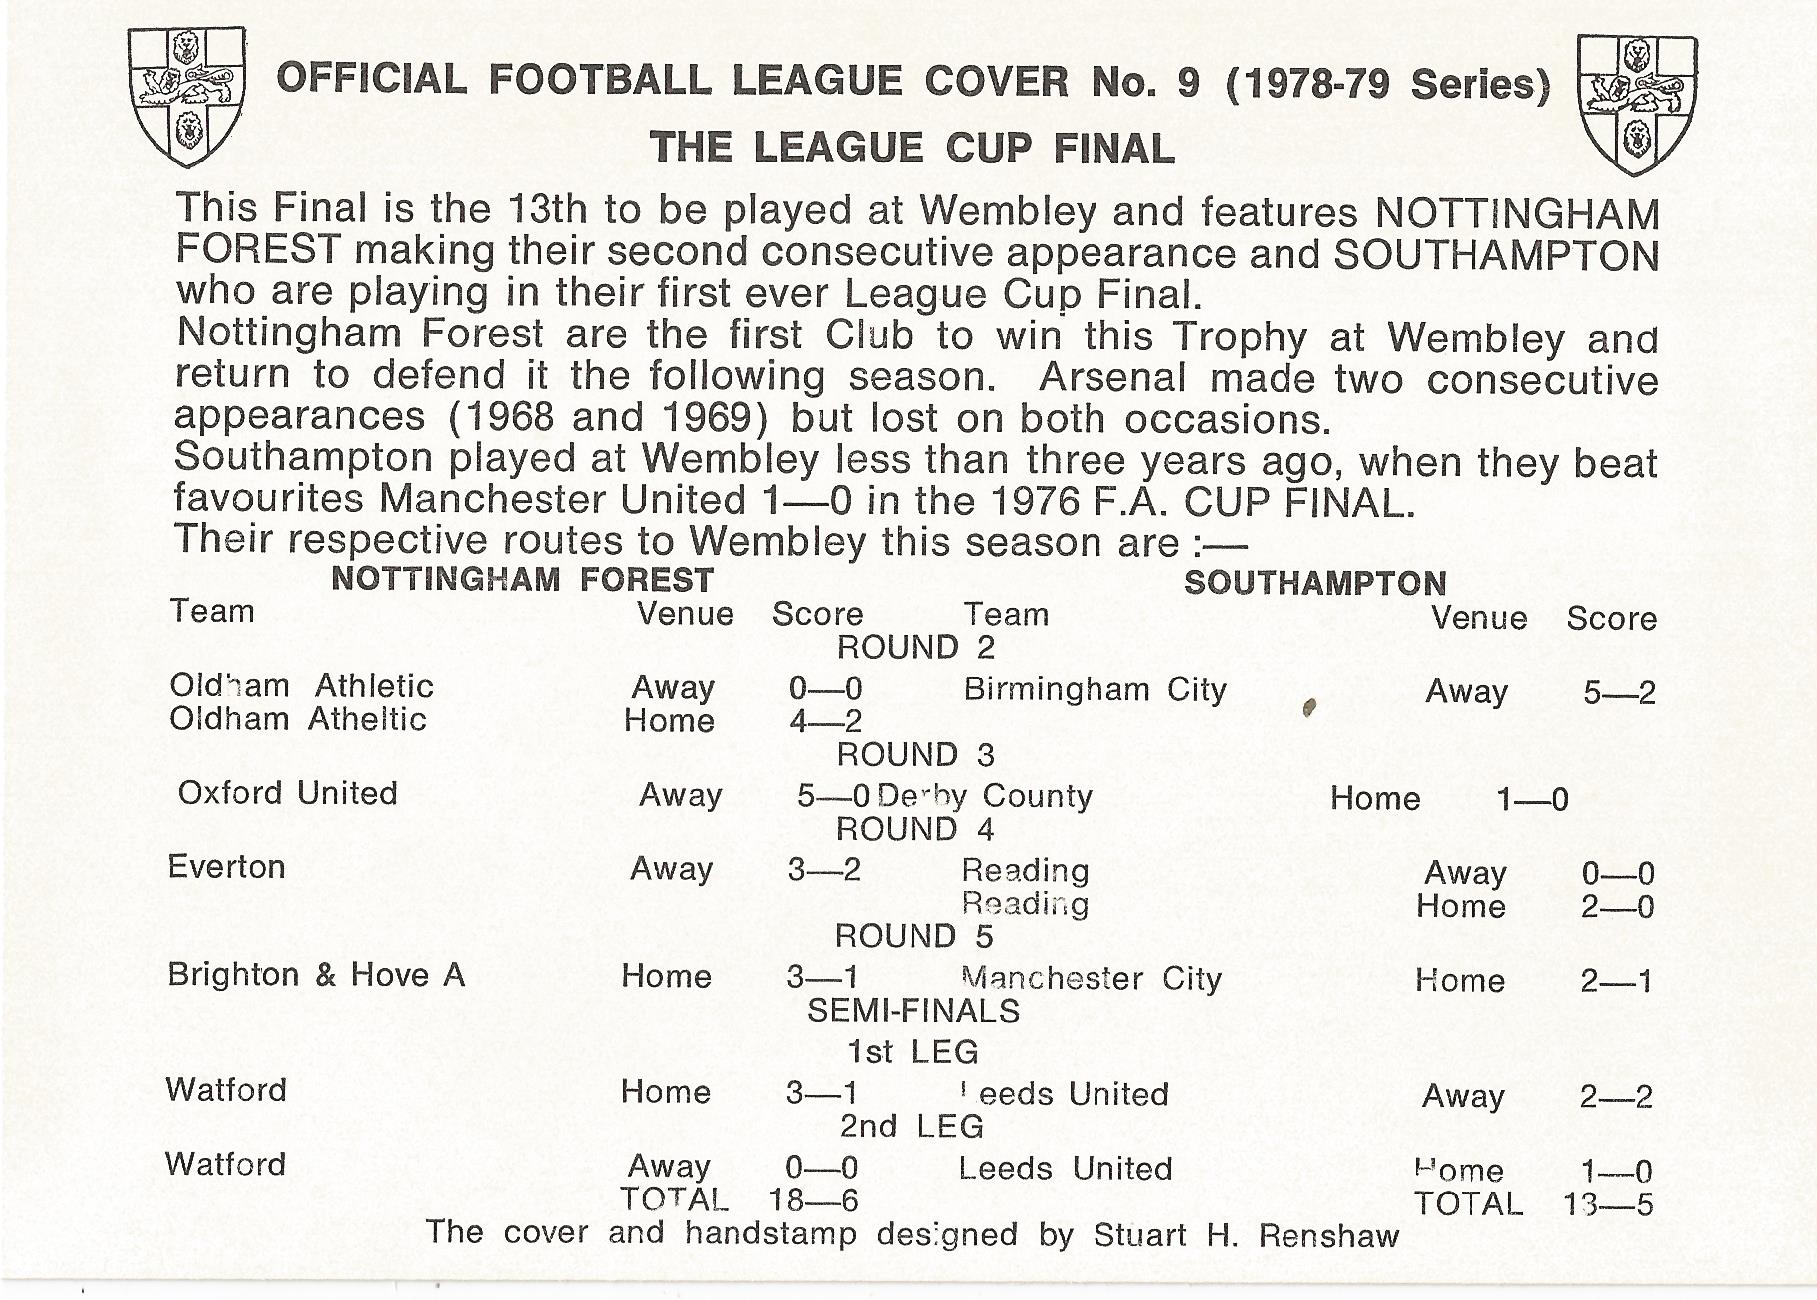 OFFICIAL FOOTBALL LEAGUE COVER No. 9 (1978-79 Series)
THE LEAGUE CUP FINAL
This Final is the 13th to be played at Wembley and features NOTTINGHAM
FOREST making their second consecutive appearance and SOUTHAMPTON
who are playing in their first ever League Cup Final.
Nottingham Forest are the first Club to win this Trophy at Wembley and
return to defend it the following season. Arsenal made two consecutive
appearances (1968 and 1969) but lost on both occasions.
Southampton played at Wembley less than three years ago, when they beat
favourites Manchester United 1—0 in the 1976 F.A. CUP FINAL.
Their respective routes to Wembley this season are :—
NOTTINGHAM FOREST SOUTHAMPTON
Team Venue Score Team Venue Score
ROUND 2
Oldham Athletic Away 0—0 Birmingham City Away 5—2
Oldham Atheltic Home 4—2
ROUND 3
Oxford United Away 5—0 Derby County Home 1—0
ROUND 4
Everton Away 3—2 Reading Away 0—0
Reading Home 2—0
ROUND 5
Brighton & Hove A Home 3—1 Manchester City Home 2—1
SEMI-FINALS
1st LEG
Watford Home 3—1 Leeds United Away 2—2
2nd LEG
Watford Away 0—0 Leeds United Home 1—0
TOTAL 18—6 TOTAL 13—5
The cover and handstamp designed by Stuart H. Renshaw